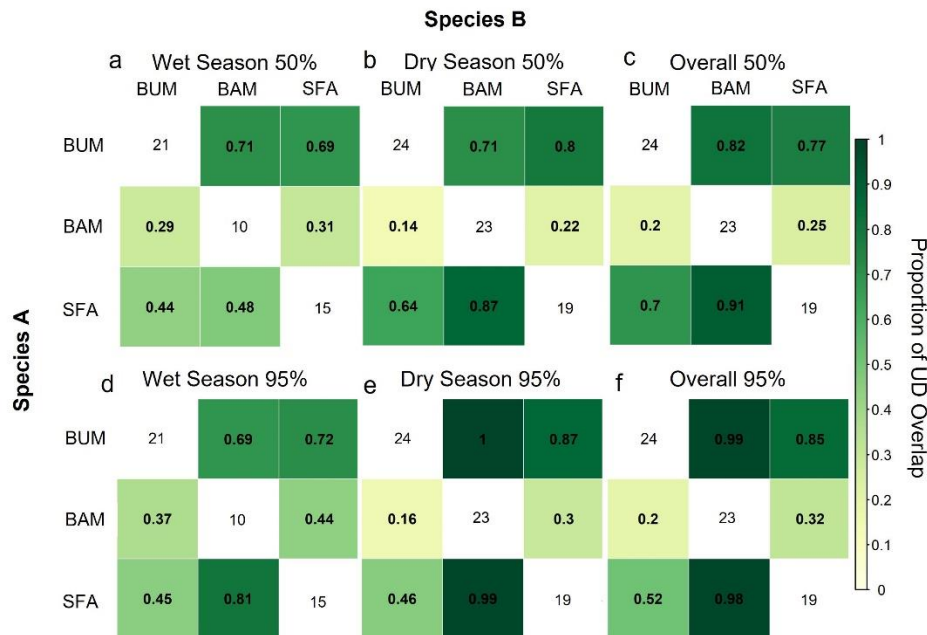 Species B
a Wet Season 50% b Dry Season 50% c Overall 50%
BUM BAM SFA BUM BAM SFA BUM BAM SFA
BUM 21 0.71 0.69 24 0.71 0.8 24 0.82 0.77
BAM 0.29 10 0.31 0.14 23 0.22 0.2 23 0.25
SFA 0.44 0.48 15 0.64 0.87 19 0.7 0.91 19
d Wet Season 95% e Dry Season 95% f Overall 95%
BUM 21 0.69 0.72 24 1 0.87 24 0.99 0.85
BAM 0.37 10 0.44 0.16 23 0.3 0.2 23 0.32
SFA 0.45 0.81 15 0.46 0.99 19 0.52 0.98 19
Species A
1
0.9
0.8
0.7
0.6
0.5
0.4
0.3
0.2
0.1
0
Proportion of UD Overlap